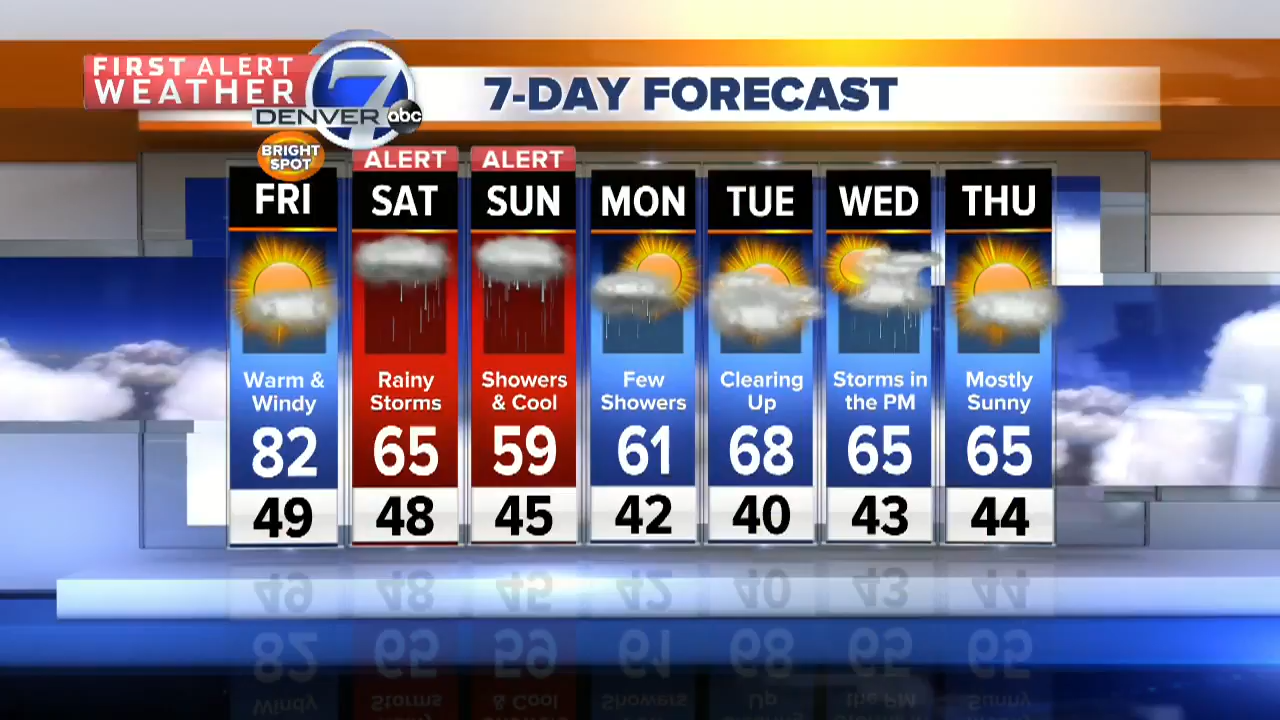 FIRST ALERT
WEATHER
7
DENVER
abc
7-DAY FORECAST
BRIGHT
SPOT
ALERT
ALERT
FRI
SAT
SUN
MON
TUE
WED
THU
Warm &
Windy
Rainy
Storms
Showers
& Cool
Few
Showers
Clearing
Up
Storms in
the PM
Mostly
Sunny
82
65
59
61
68
65
65
49
48
45
42
40
43
44